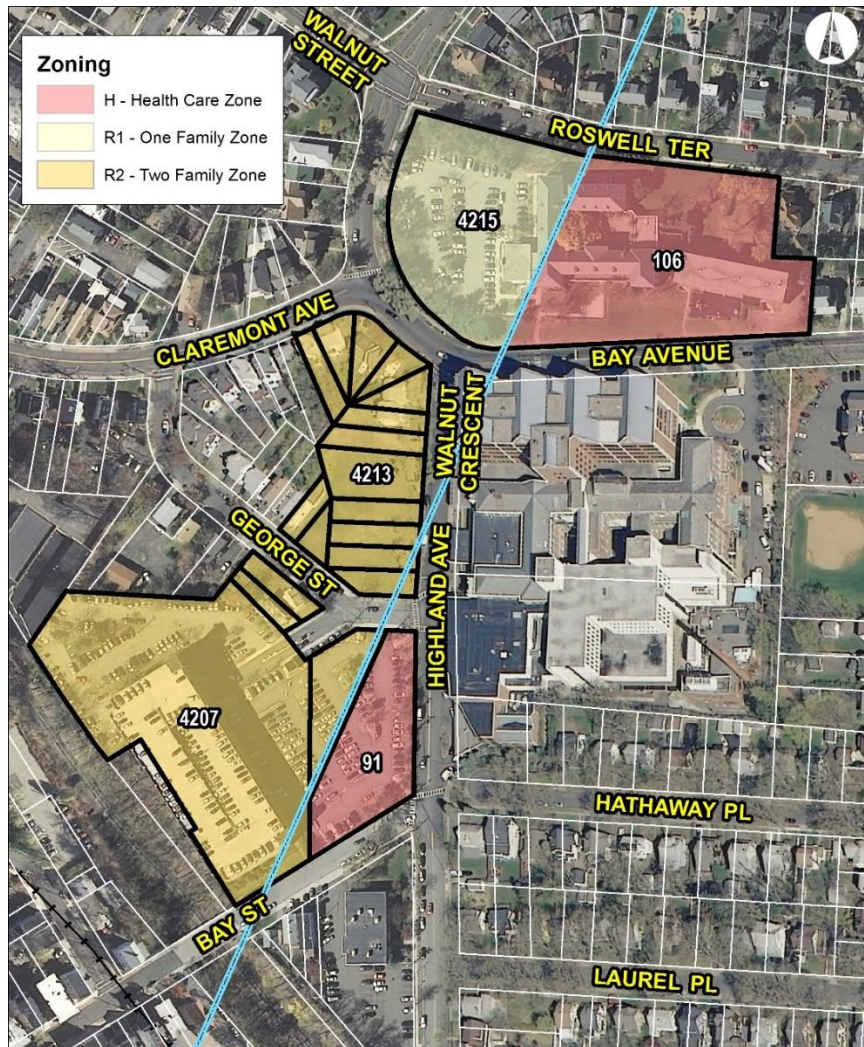 WALNUT
STREET
Zoning
H - Health Care Zone
R1 - One Family Zone
R2 - Two Family Zone
ROSWELL TER
4215
106
CLAREMONT AVE
BAY AVENUE
WALNUT
CRESCENT
4213
GEORGE ST
HIGHLAND AVE
4207
91
HATHAWAY PL
BAY ST
LAUREL PL